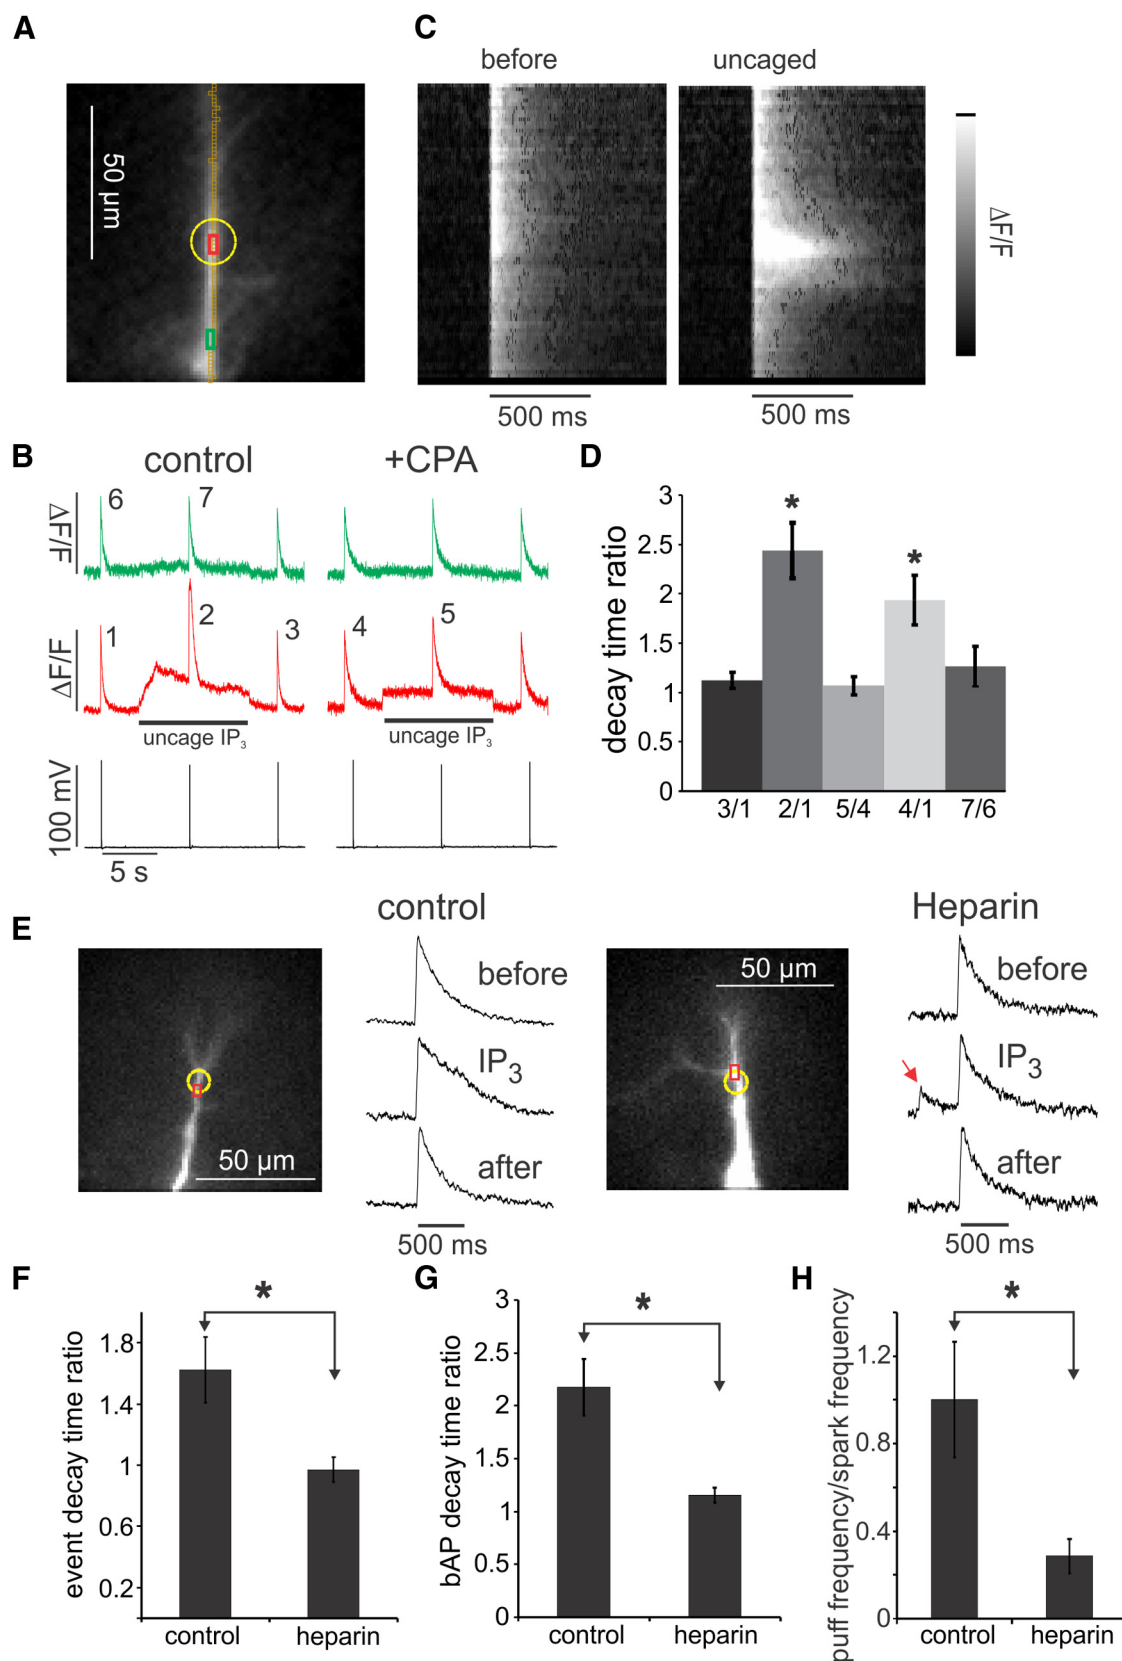 A
50 µm
C
before
uncaged
500 ms
500 ms
ΔF/F
B
control
+CPA
ΔF/F
6
7
ΔF/F
1
2
3
4
5
uncage IP3
uncage IP3
100 mV
5 s
D
decay time ratio
3
2.5
2
1.5
1
0.5
0
*
*
3/1
2/1
5/4
4/1
7/6
E
50 µm
control
before
IP3
after
500 ms
50 µm
Heparin
before
IP3
after
500 ms
F
event decay time ratio
1.8
1.4
1
0.6
0.2
*
control
heparin
G
bAP decay time ratio
3
2.5
2
1.5
1
0.5
0
*
control
heparin
H
puff frequency/spark frequency
1.2
0.8
0.4
0
*
control
heparin